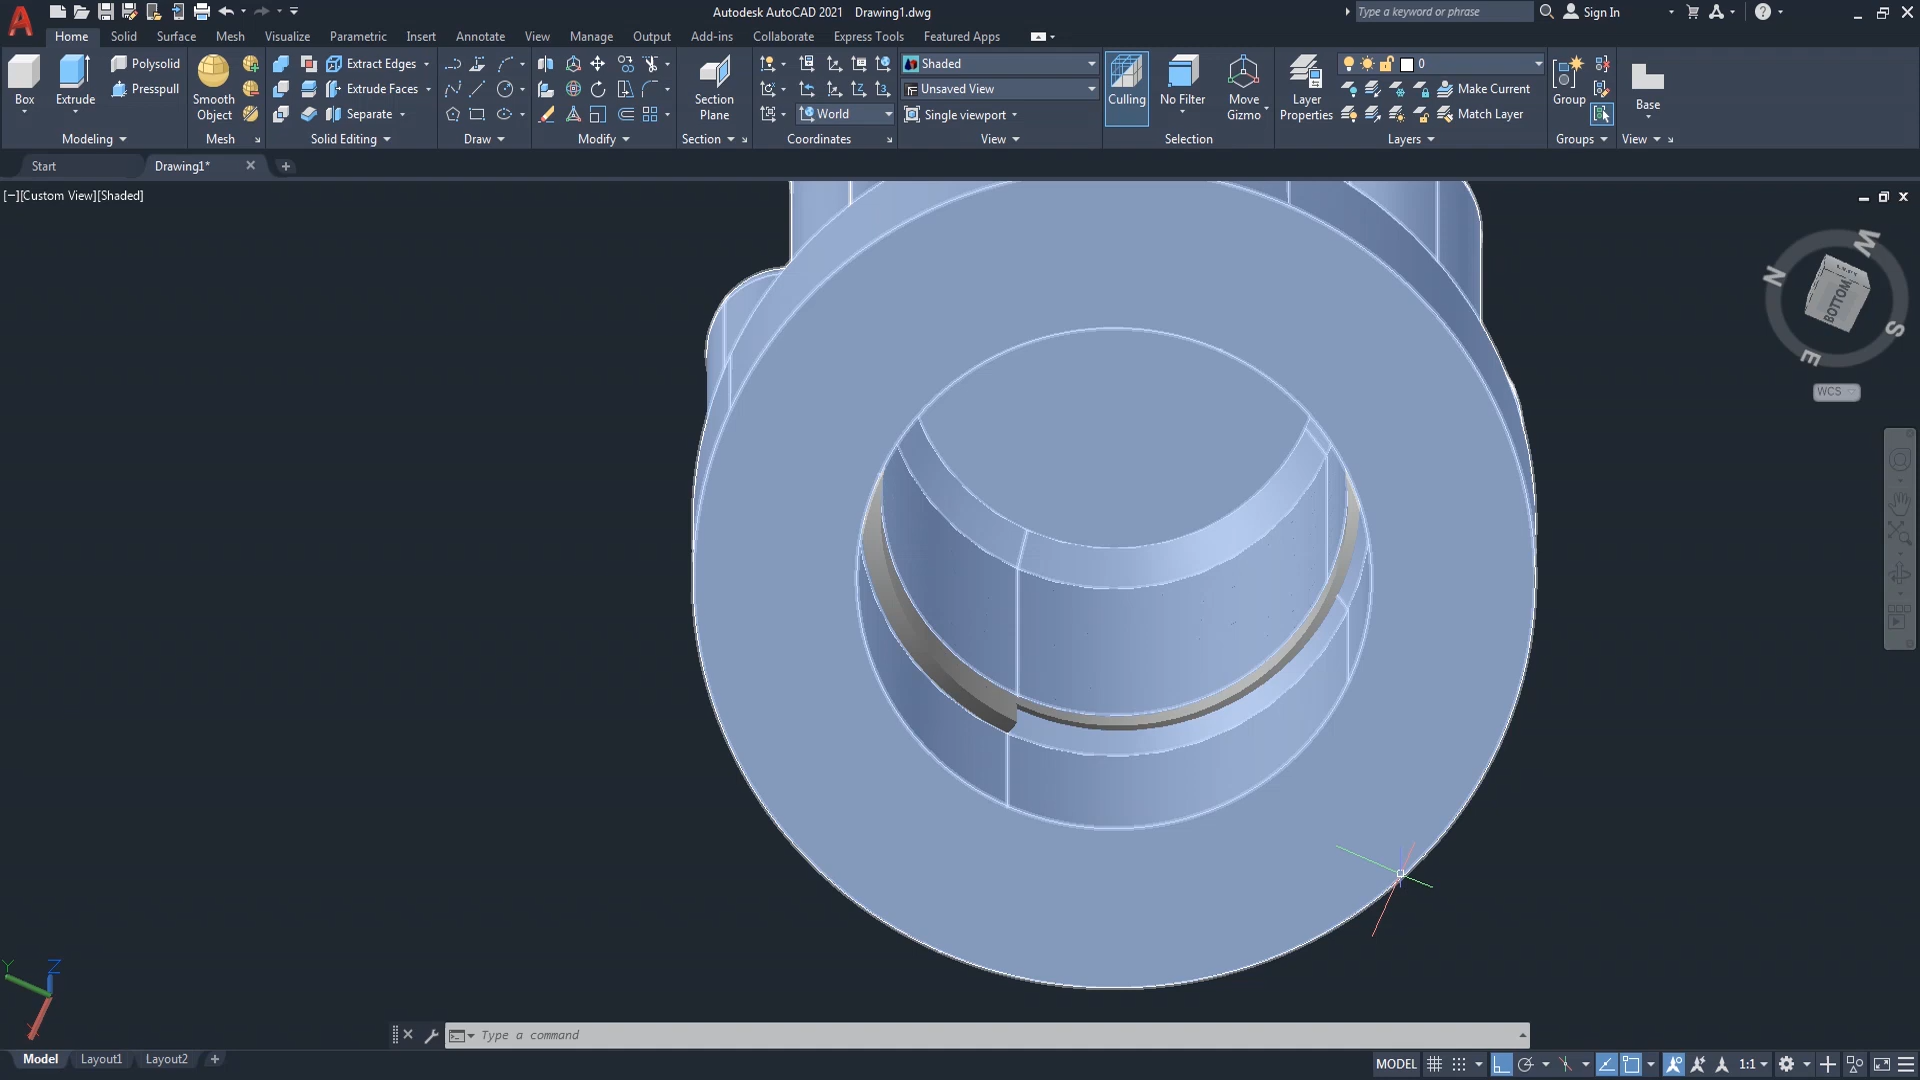 Autodesk AutoCAD 2021 Drawing1.dwg
Type a keyword or phrase
Sign In
Home Solid Surface Mesh Visualize Parametric Insert Annotate View Manage Output Add-ins Collaborate Express Tools Featured Apps
Box
Extrude
Polysolid
Presspull
Modeling
Smooth
Object
Mesh
Extract Edges
Extrude Faces
Separate
Solid Editing
Draw
Modify
Section
Plane
Section
World
Coordinates
Shaded
Unsaved View
Single viewport
View
Culling
No Filter
Move
Gizmo
Selection
Layer
Properties
0
Make Current
Match Layer
Layers
Group
Groups
Base
View
Start
Drawing1*
[−][Custom View][Shaded]
W
N
BOTTOM
S
E
WCS
Y
Z
X
Type a command
Model Layout1 Layout2
MODEL
1:1